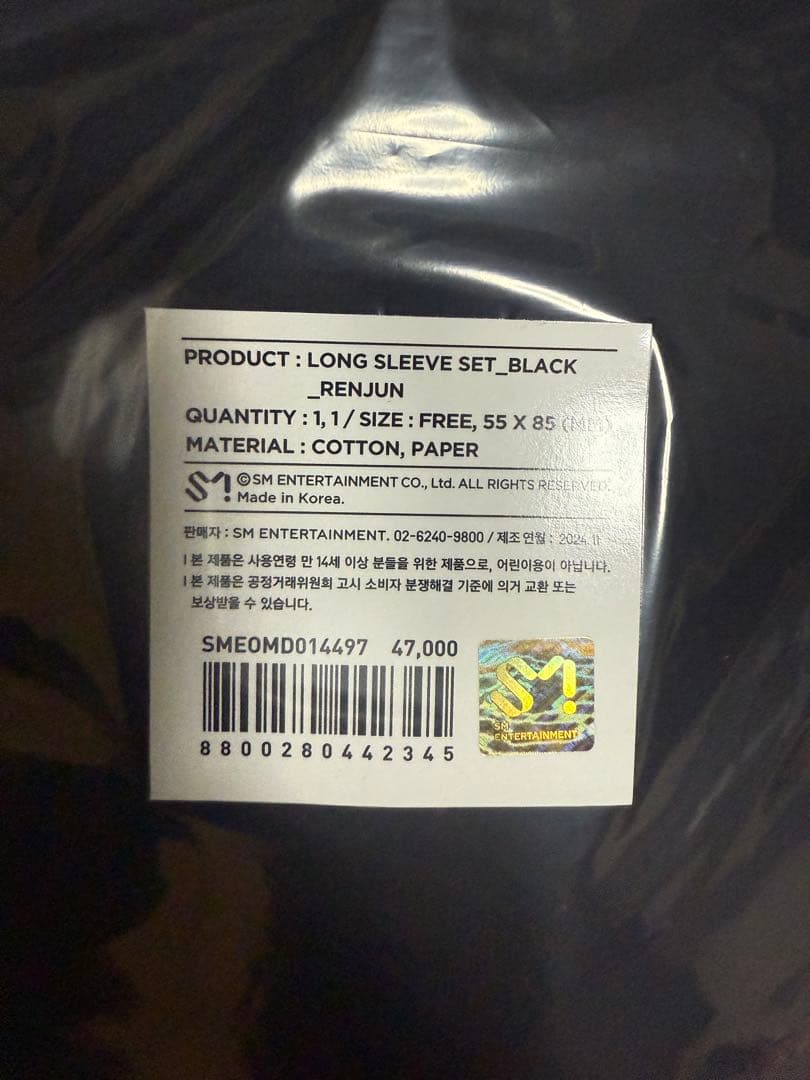 PRODUCT : LONG SLEEVE SET_BLACK
_RENJUN
QUANTITY : 1, 1 / SIZE : FREE, 55 X 85 (MM)
MATERIAL : COTTON, PAPER
SM!
©SM ENTERTAINMENT CO., Ltd. ALL RIGHTS RESERVED.
Made in Korea.
판매자 : SM ENTERTAINMENT. 02-6240-9800 / 제조연월 : 2024.11
l 본 제품은 사용연령 만 14세 이상 분들을 위한 제품으로, 어린이용이 아닙니다.
l 본 제품은 공정거래위원회 고시 소비자 분쟁해결 기준에 의거 교환 또는
보상받을 수 있습니다.
SMEOMD014497 47,000
8800280442345
SM!
SM
ENTERTAINMENT